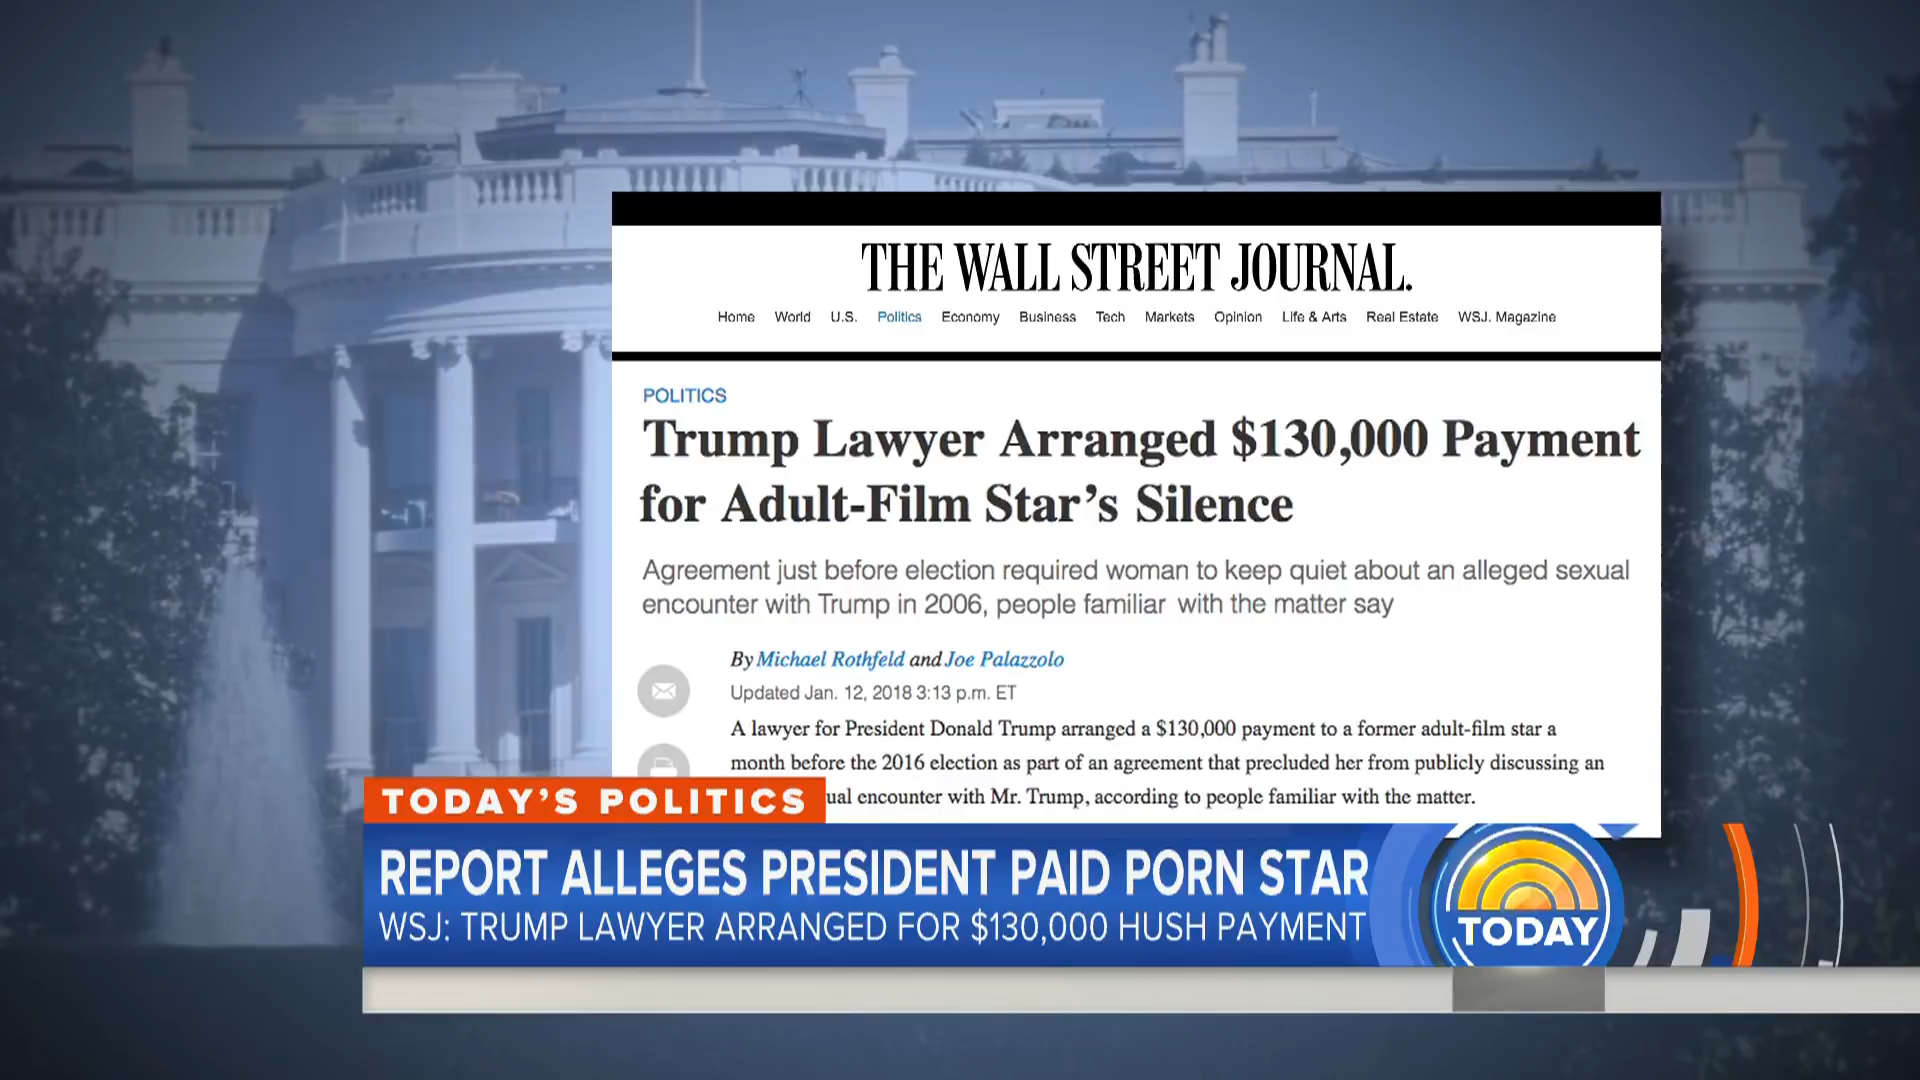 THE WALL STREET JOURNAL.
Home World U.S. Politics Economy Business Tech Markets Opinion Life & Arts Real Estate WSJ. Magazine
POLITICS
Trump Lawyer Arranged $130,000 Payment
for Adult-Film Star’s Silence
Agreement just before election required woman to keep quiet about an alleged sexual
encounter with Trump in 2006, people familiar with the matter say
By Michael Rothfeld and Joe Palazzolo
Updated Jan. 12, 2018 3:13 p.m. ET
A lawyer for President Donald Trump arranged a $130,000 payment to a former adult-film star a
month before the 2016 election as part of an agreement that precluded her from publicly discussing an
ual encounter with Mr. Trump, according to people familiar with the matter.
TODAY’S POLITICS
REPORT ALLEGES PRESIDENT PAID PORN STAR
WSJ: TRUMP LAWYER ARRANGED FOR $130,000 HUSH PAYMENT
TODAY